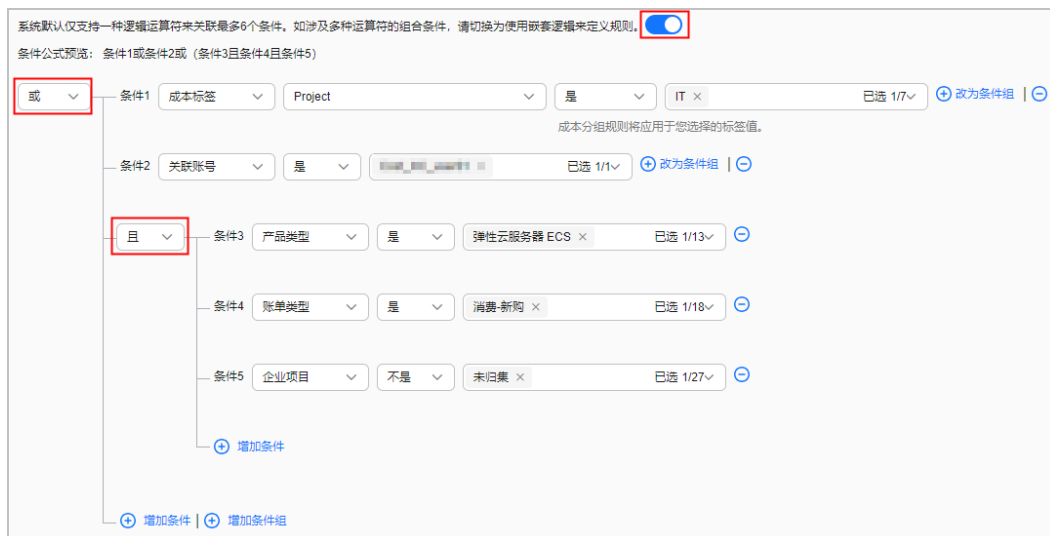 系统默认仅支持一种逻辑运算符来关联最多6个条件。如涉及多种运算符的组合条件，请切换为使用嵌套逻辑来定义规则。
条件公式预览： 条件1或条件2或（条件3且条件4且条件5）
或 条件1 成本标签 Project 是 IT × 已选 1/7 改为条件组
成本分组规则将应用于您选择的标签值。
条件2 关联账号 是 × 已选 1/1 改为条件组
且 条件3 产品类型 是 弹性云服务器 ECS × 已选 1/13
条件4 账单类型 是 消费-新购 × 已选 1/18
条件5 企业项目 不是 未归集 × 已选 1/27
增加条件
增加条件 | 增加条件组